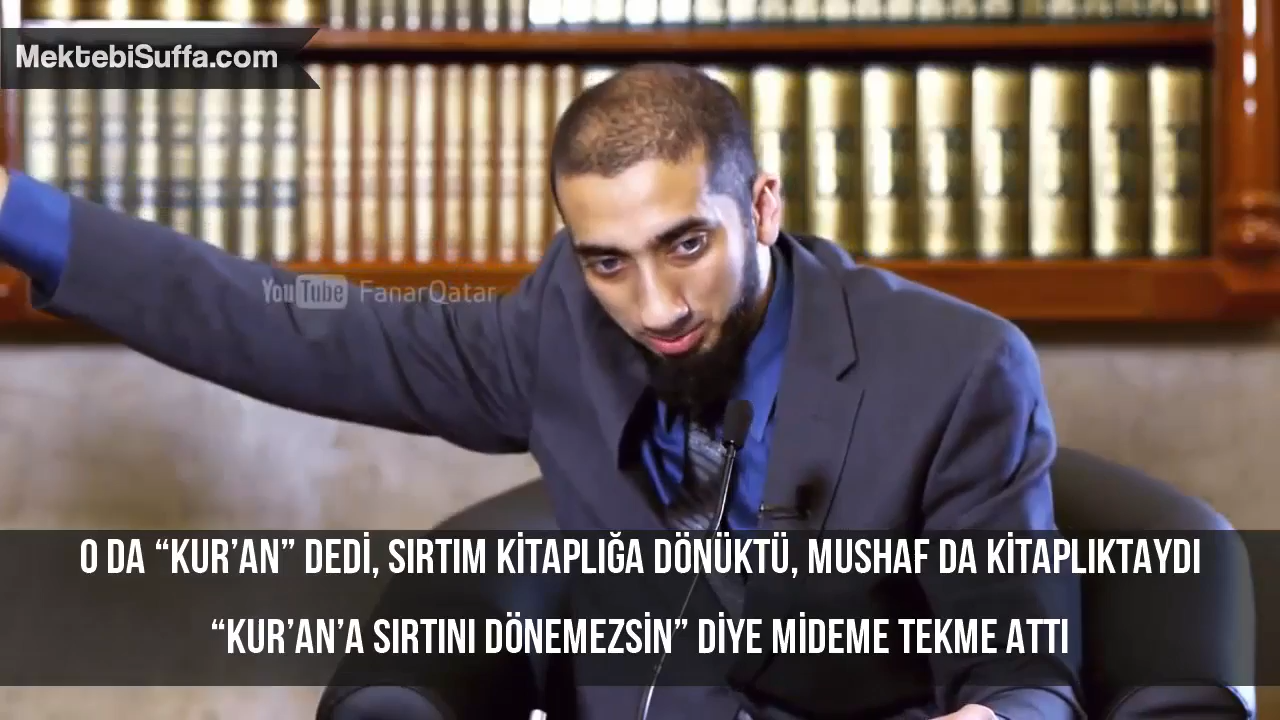 MektebiSuffa.com
YouTube FanarQatar
O DA “KUR’AN” DEDİ, SIRTIM KİTAPLIĞA DÖNÜKTÜ, MUSHAF DA KİTAPLIKTAYDI
“KUR’AN’A SIRTINI DÖNEMEZSİN” DİYE MİDEME TEKME ATTI